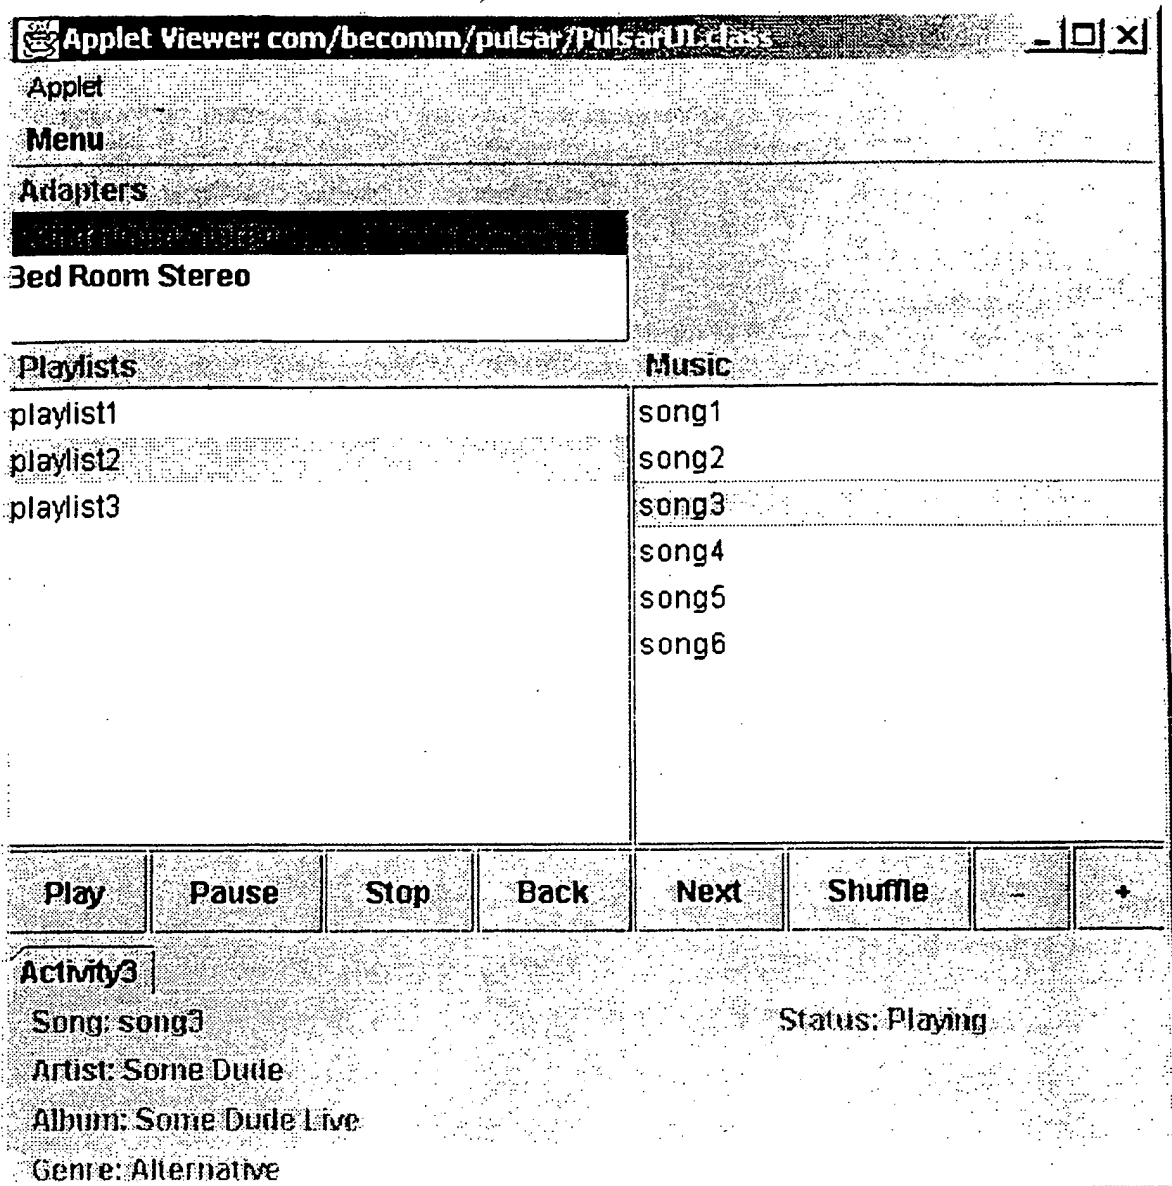 Applet Viewer: com/becomm/pulsar/PulsarUI.class
Applet
Menu
Adapters
Bed Room Stereo
Playlists Music
playlist1 song1
playlist2 song2
playlist3 song3
song4
song5
song6
Play Pause Stop Back Next Shuffle - +
Activity3
Song: song3 Status: Playing
Artist: Some Dude
Album: Some Dude Live
Genre: Alternative